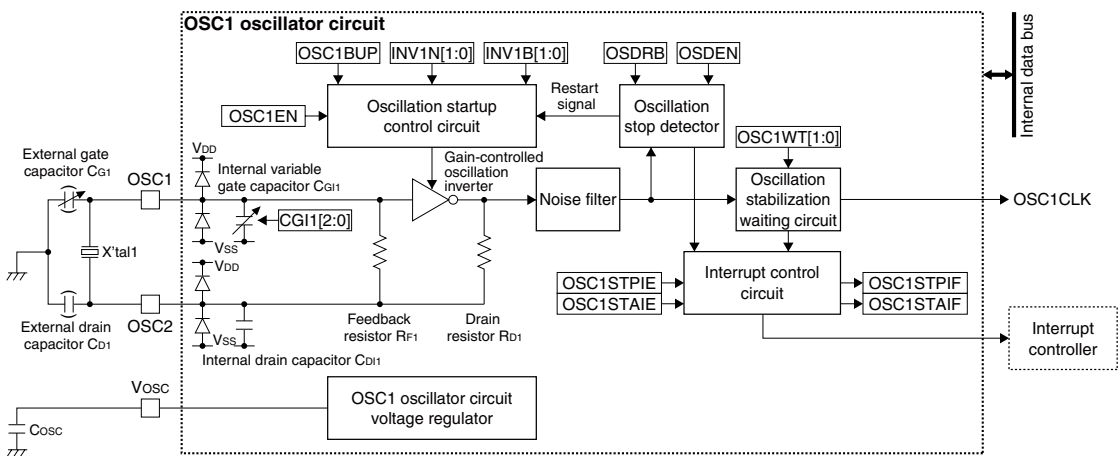 OSC1 oscillator circuit
OSC1BUP
INV1N[1:0]
INV1B[1:0]
OSDRB
OSDEN
Internal data bus
OSC1EN
Oscillation startup
control circuit
Restart
signal
Oscillation
stop detector
OSC1WT[1:0]
External gate
capacitor CG1
OSC1
VDD
Internal variable
gate capacitor CGI1
Gain-controlled
oscillation
inverter
Noise filter
Oscillation
stabilization
waiting circuit
OSC1CLK
CGI1[2:0]
VSS
X'tal1
VDD
OSC1STPIE
OSC1STAIE
Interrupt control
circuit
OSC1STPIF
OSC1STAIF
External drain
capacitor CD1
OSC2
VSS
Internal drain capacitor CDI1
Feedback
resistor RF1
Drain
resistor RD1
Interrupt
controller
VOSC
COSC
OSC1 oscillator circuit
voltage regulator